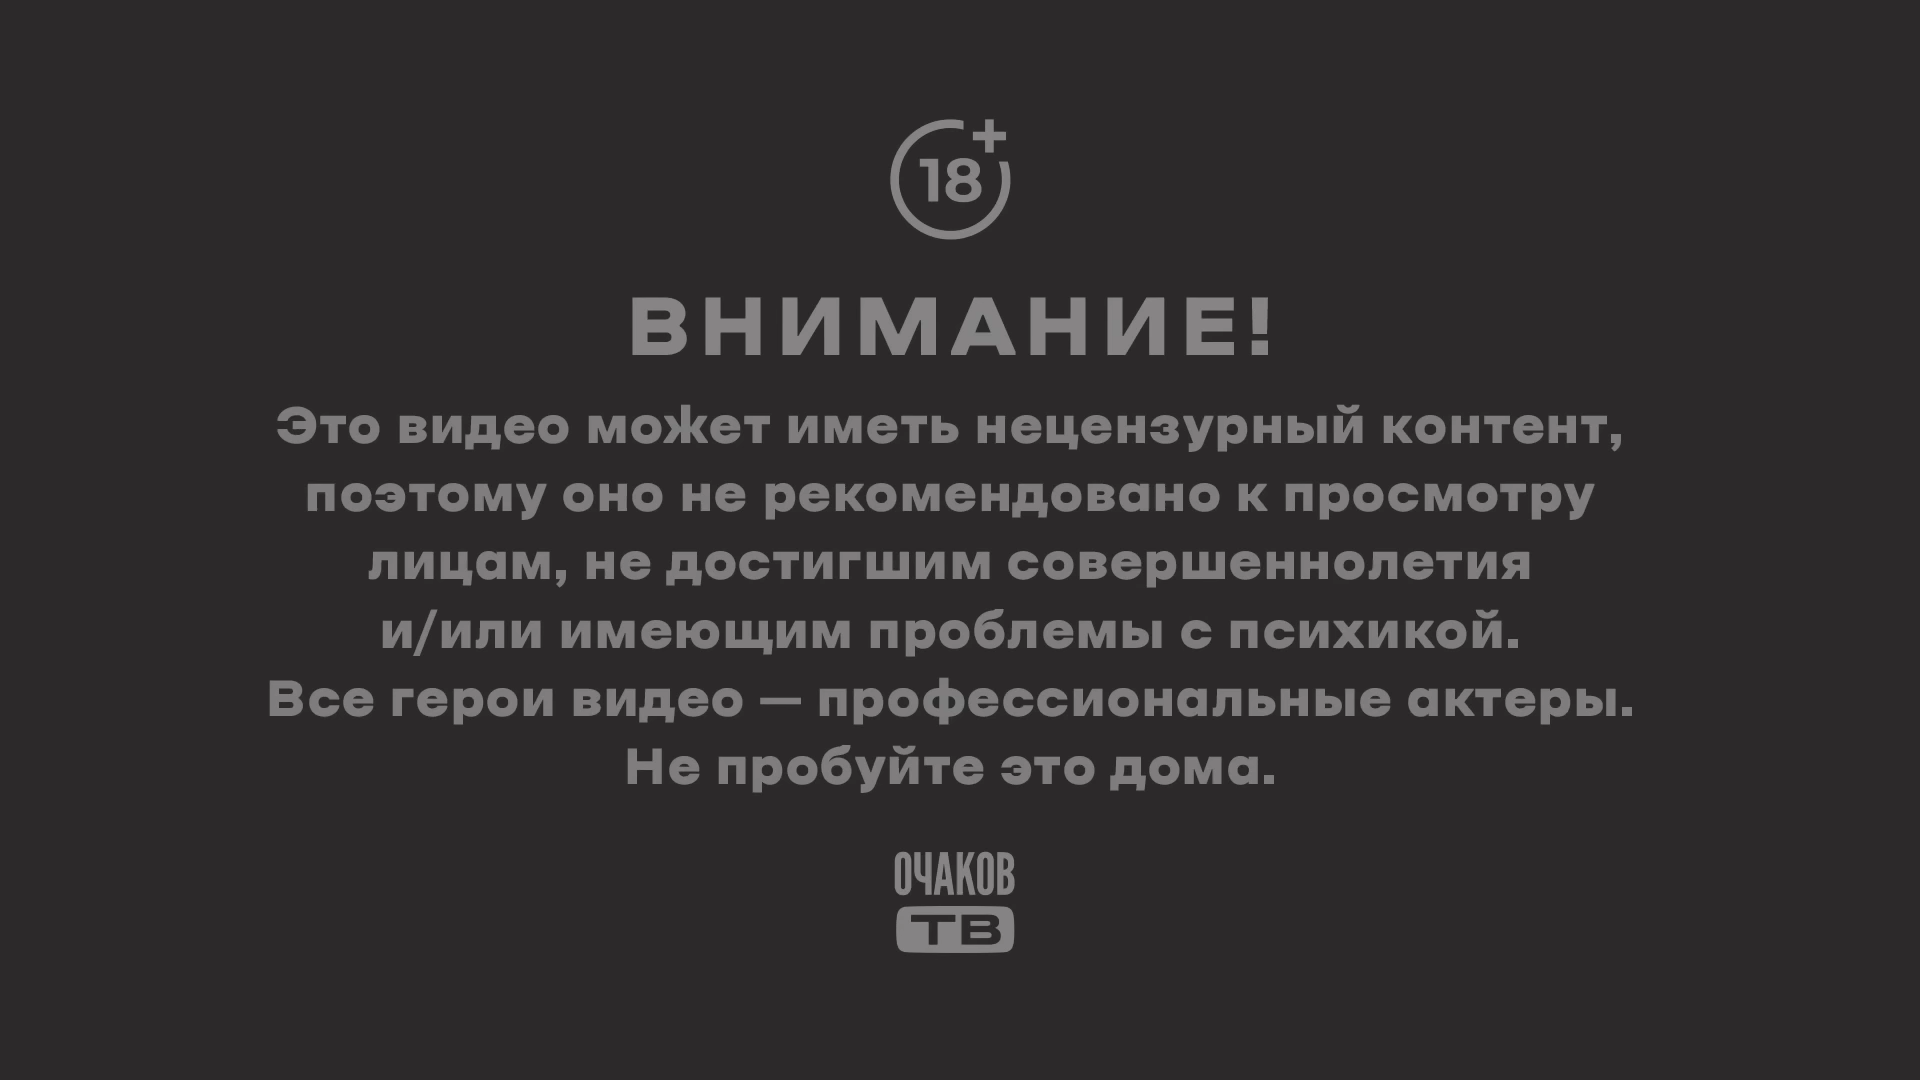 18+
ВНИМАНИЕ!
Это видео может иметь нецензурный контент,
поэтому оно не рекомендовано к просмотру
лицам, не достигшим совершеннолетия
и/или имеющим проблемы с психикой.
Все герои видео — профессиональные актеры.
Не пробуйте это дома.
ОЧАКОВ
ТВ